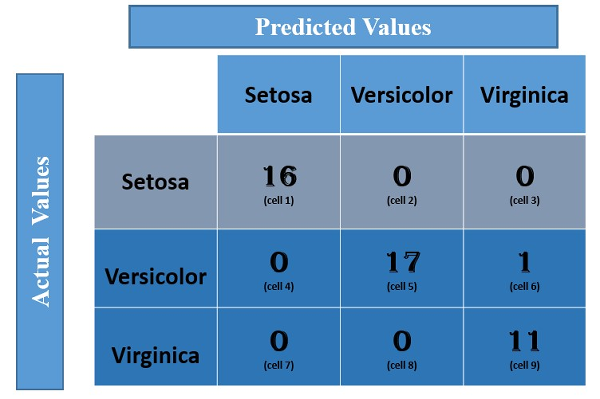 Predicted Values
Actual Values
Setosa Versicolor Virginica
Setosa 16 0 0
(cell 1) (cell 2) (cell 3)
Versicolor 0 17 1
(cell 4) (cell 5) (cell 6)
Virginica 0 0 11
(cell 7) (cell 8) (cell 9)